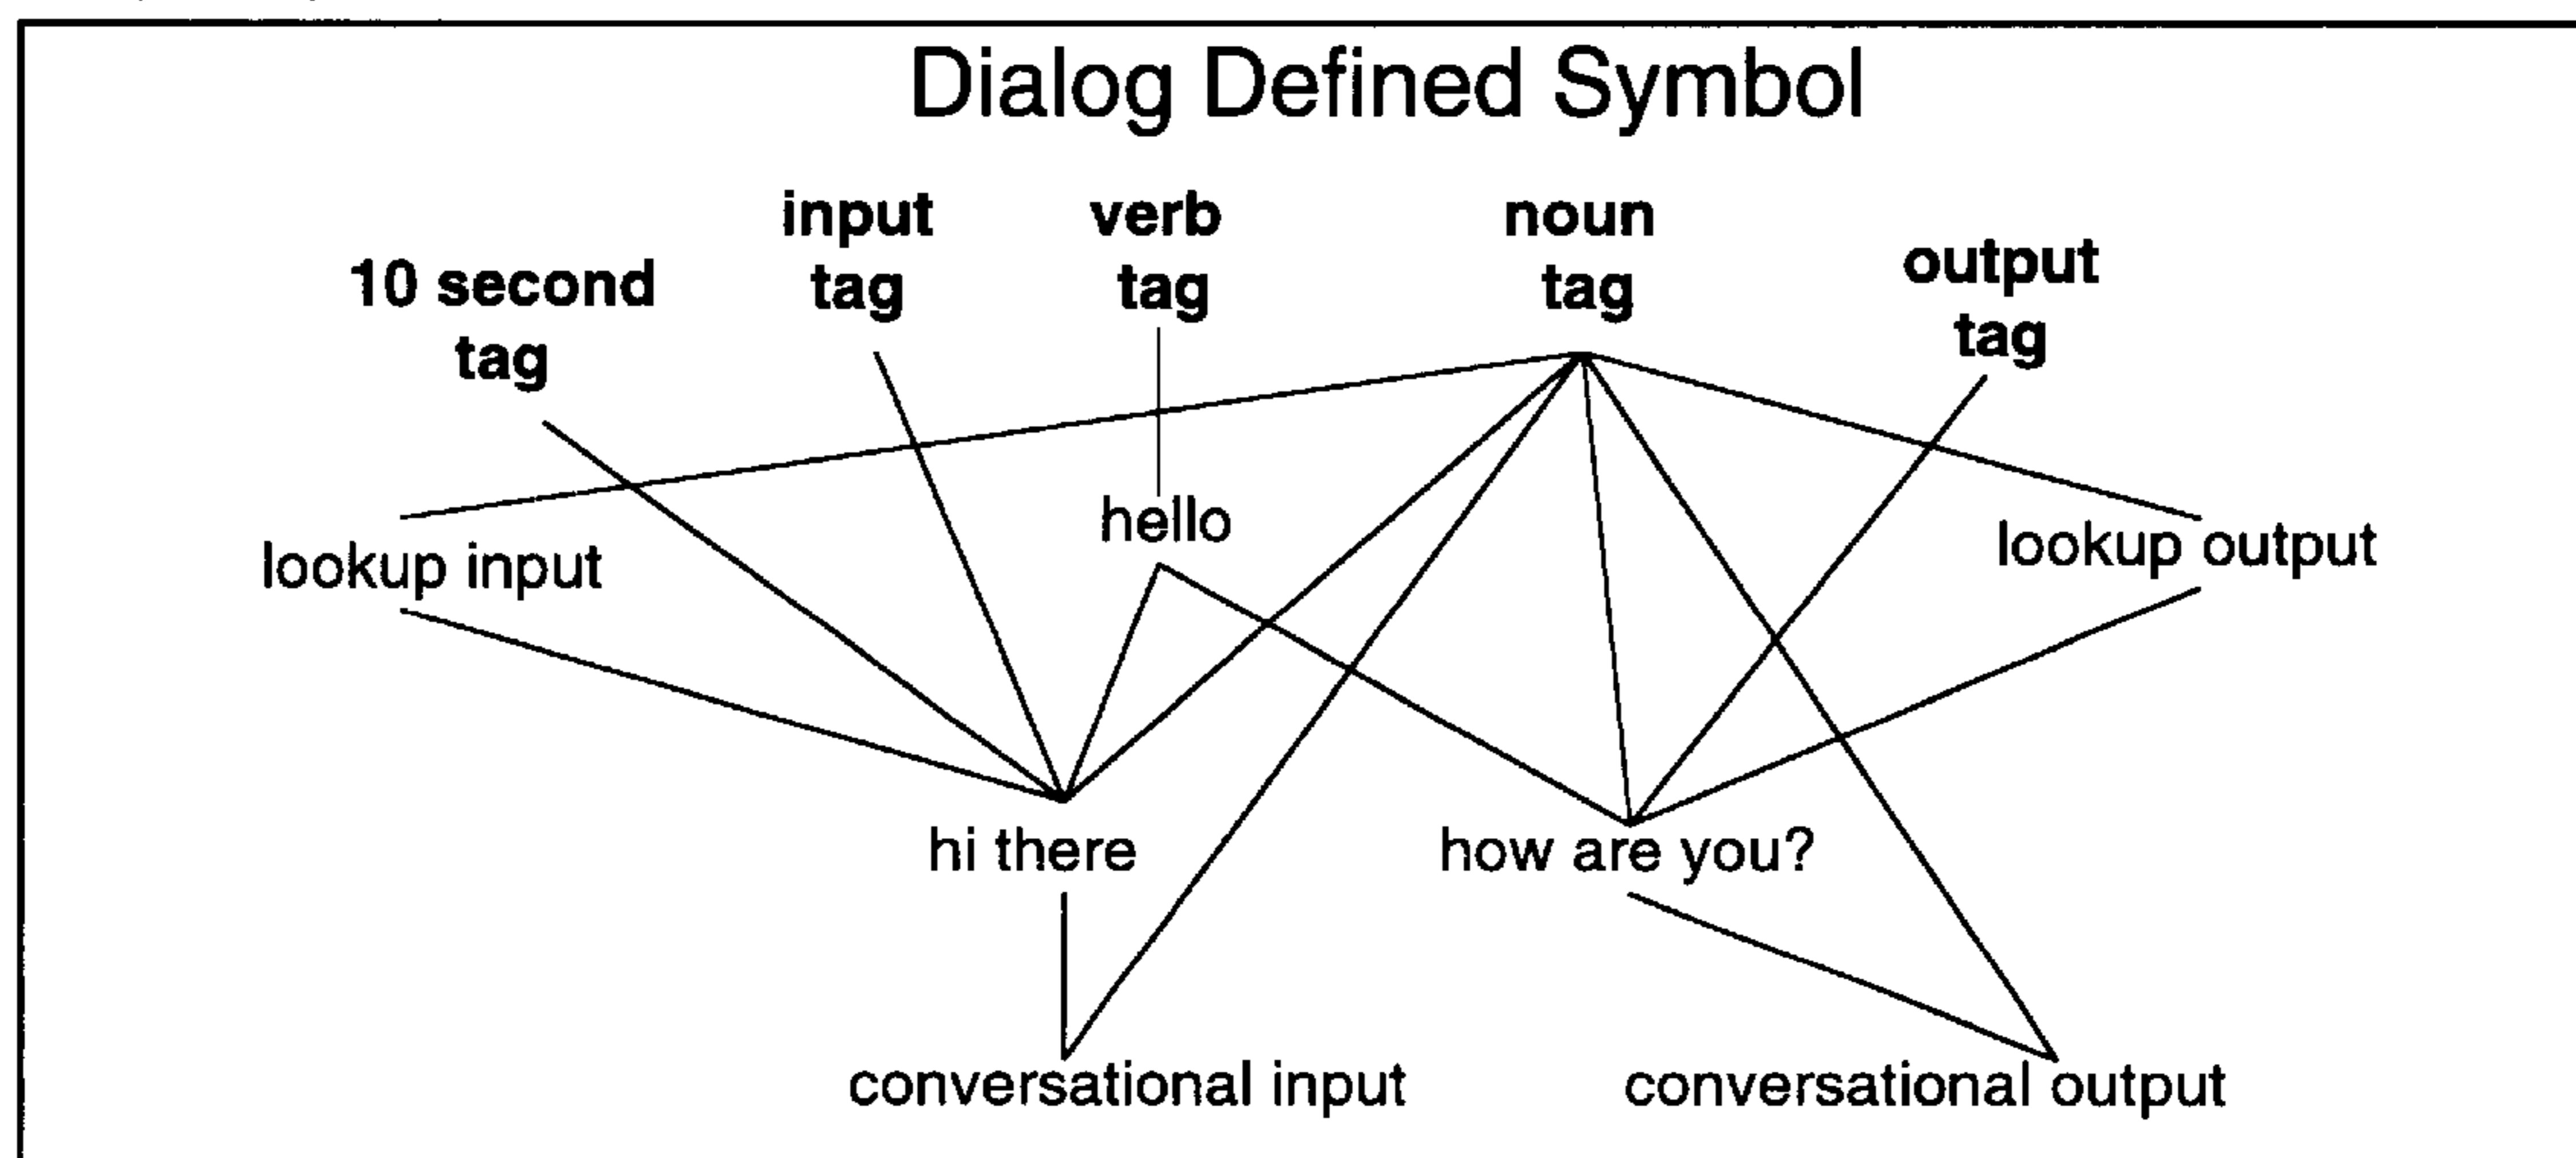 Dialog Defined Symbol
10 second
tag
input
tag
verb
tag
noun
tag
output
tag
lookup input
hello
lookup output
hi there
how are you?
conversational input
conversational output